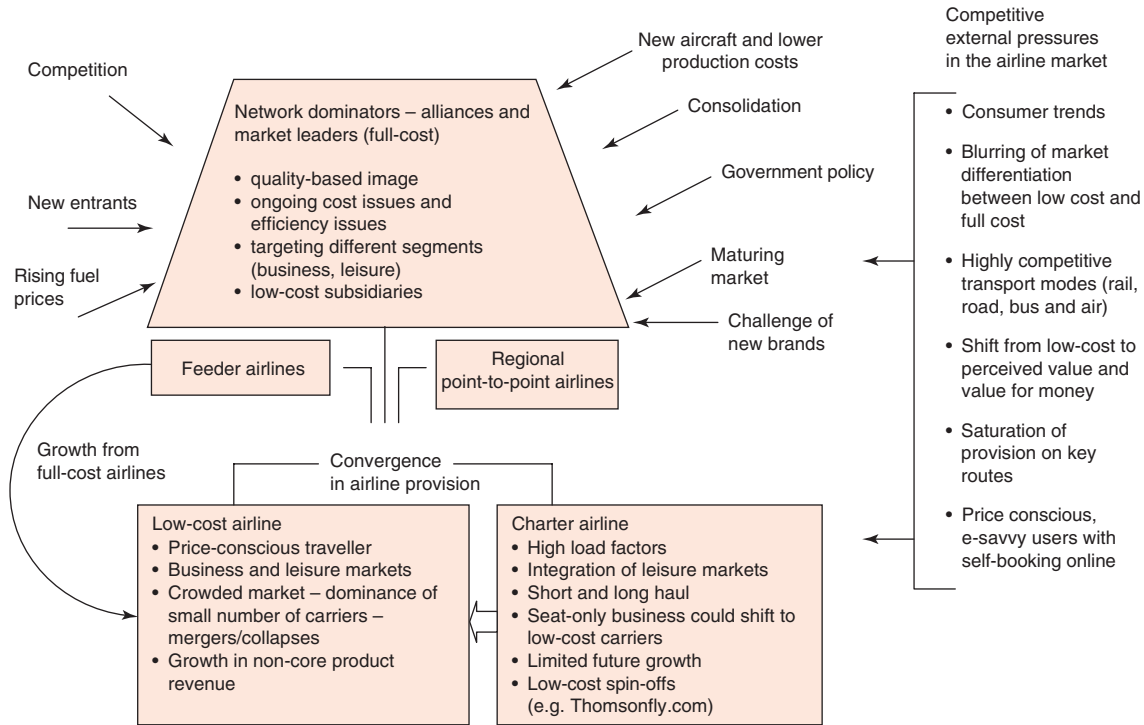 Competitive
external pressures
in the airline market
New aircraft and lower
production costs
Competition
Consolidation
Network dominators – alliances and
market leaders (full-cost)
• quality-based image
• ongoing cost issues and
efficiency issues
• targeting different segments
(business, leisure)
• low-cost subsidiaries
New entrants
Government policy
Rising fuel
prices
Maturing
market
Challenge of
new brands
• Consumer trends
• Blurring of market
differentiation
between low cost and
full cost
• Highly competitive
transport modes (rail,
road, bus and air)
• Shift from low-cost to
perceived value and
value for money
• Saturation of
provision on key
routes
• Price conscious,
e-savvy users with
self-booking online
Feeder airlines
Regional
point-to-point airlines
Growth from
full-cost airlines
Convergence
in airline provision
Low-cost airline
• Price-conscious traveller
• Business and leisure markets
• Crowded market – dominance of
small number of carriers –
mergers/collapses
• Growth in non-core product
revenue
Charter airline
• High load factors
• Integration of leisure markets
• Short and long haul
• Seat-only business could shift to
low-cost carriers
• Limited future growth
• Low-cost spin-offs
(e.g. Thomsonfly.com)